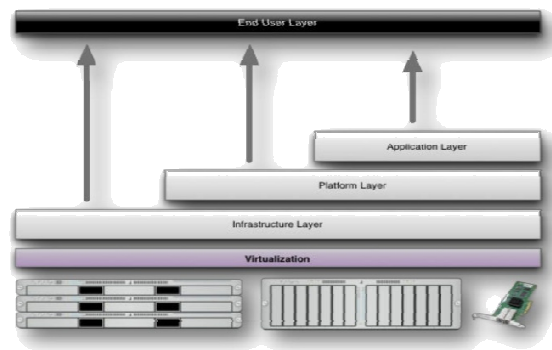 End User Layer
Application Layer
Platform Layer
Infrastructure Layer
Virtualization